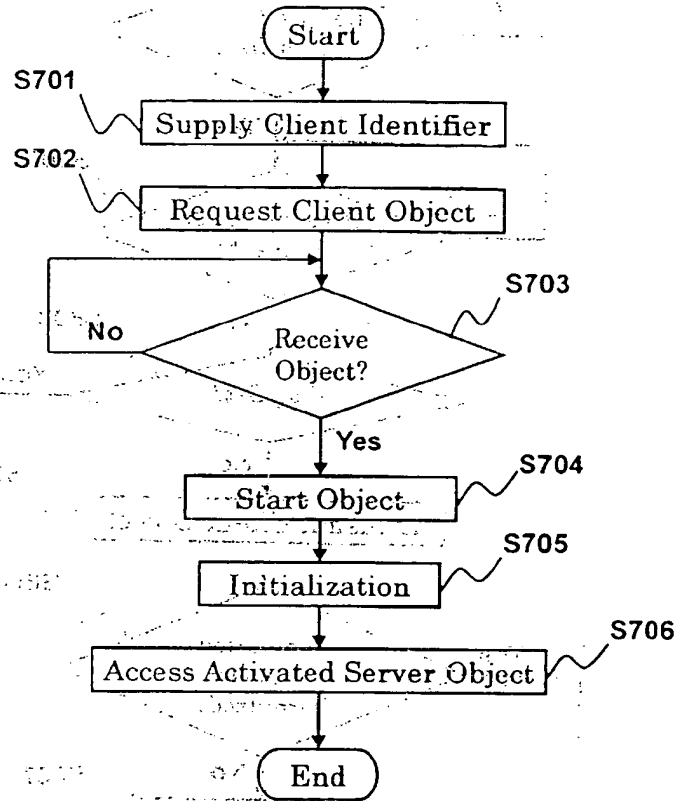 Start
S701
Supply Client Identifier
S702
Request Client Object
S703
Receive
Object?
No
Yes
S704
Start Object
S705
Initialization
S706
Access Activated Server Object
End